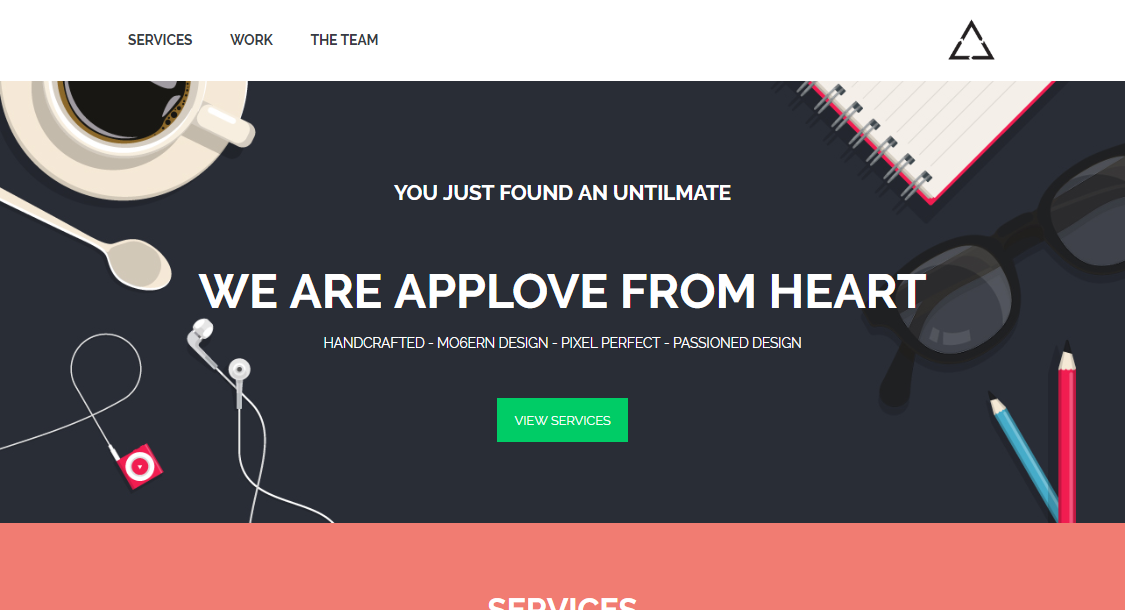 SERVICES WORK THE TEAM
YOU JUST FOUND AN UNTILMATE
WE ARE APPLOVE FROM HEART
HANDCRAFTED - MO6ERN DESIGN - PIXEL PERFECT - PASSIONED DESIGN
VIEW SERVICES
SERVICES